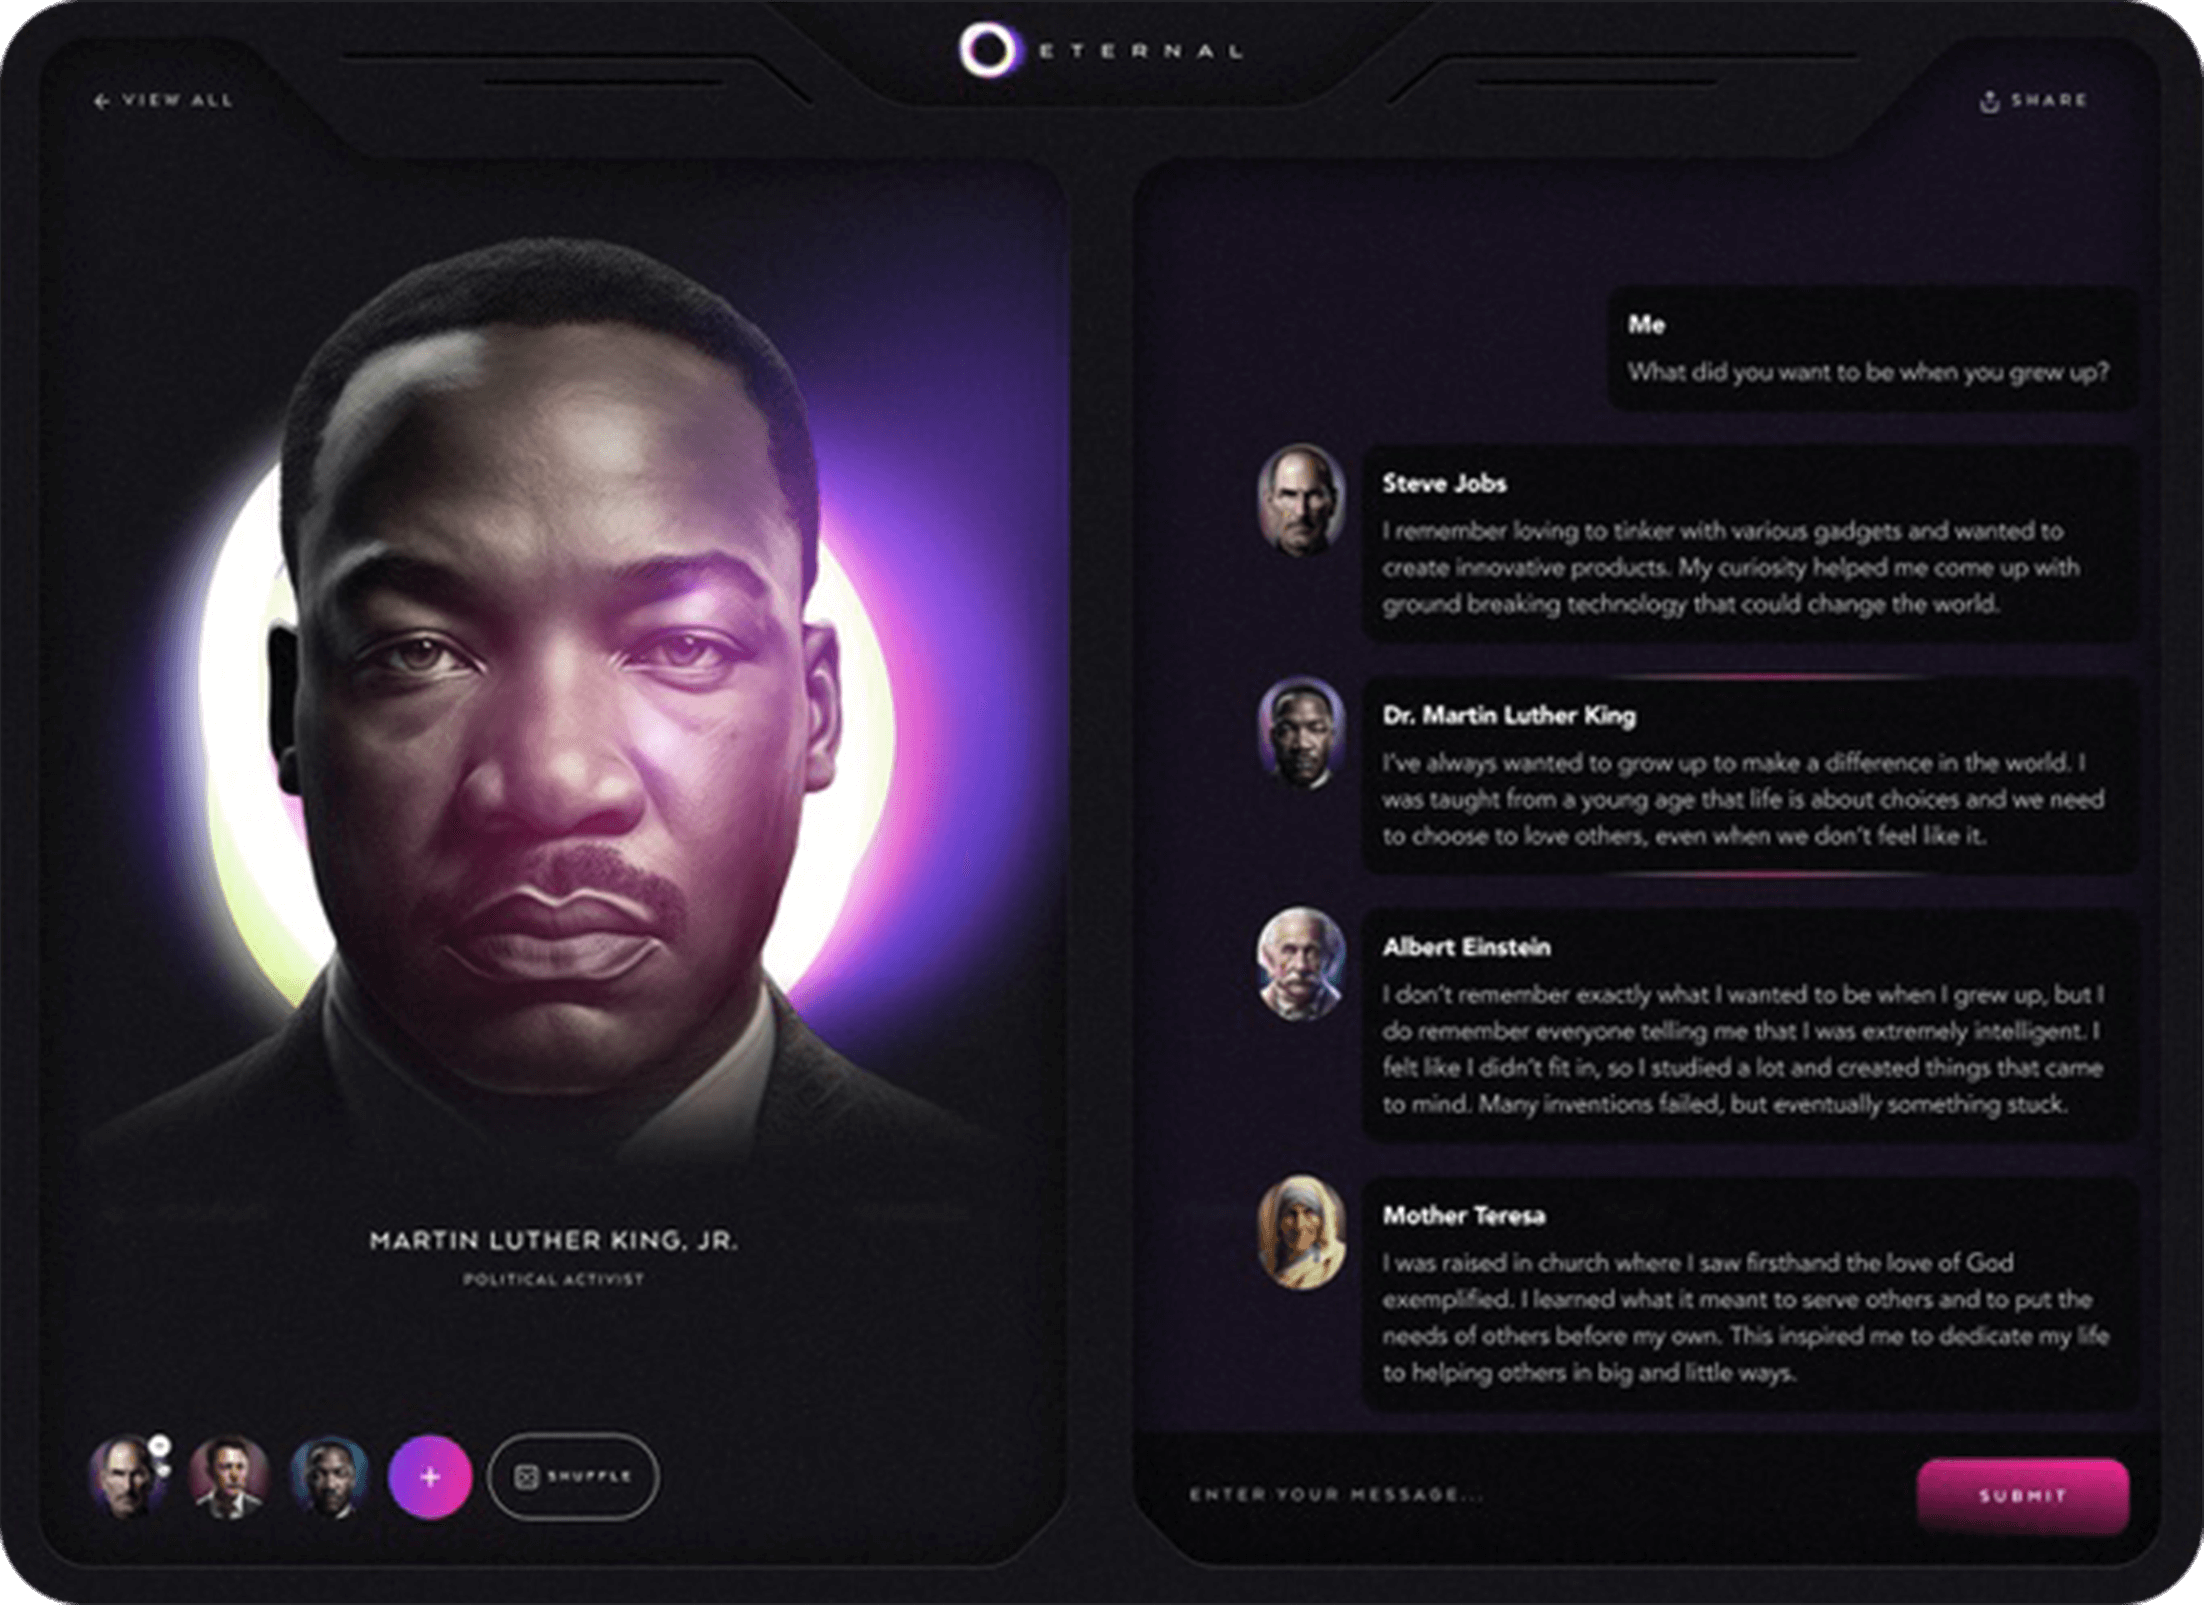 ETERNAL
VIEW ALL
SHARE
MARTIN LUTHER KING, JR.
POLITICAL ACTIVIST
SHUFFLE
Me
What did you want to be when you grew up?
Steve Jobs
I remember loving to tinker with various gadgets and wanted to
create innovative products. My curiosity helped me come up with
ground breaking technology that could change the world.
Dr. Martin Luther King
I've always wanted to grow up to make a difference in the world. I
was taught from a young age that life is about choices and we need
to choose to love others, even when we don't feel like it.
Albert Einstein
I don't remember exactly what I wanted to be when I grew up, but I
do remember everyone telling me that I was extremely intelligent. I
felt like I didn't fit in, so I studied a lot and created things that came
to mind. Many inventions failed, but eventually something stuck.
Mother Teresa
I was raised in church where I saw firsthand the love of God
exemplified. I learned what it meant to serve others and to put the
needs of others before my own. This inspired me to dedicate my life
to helping others in big and little ways.
ENTER YOUR MESSAGE...
SUBMIT